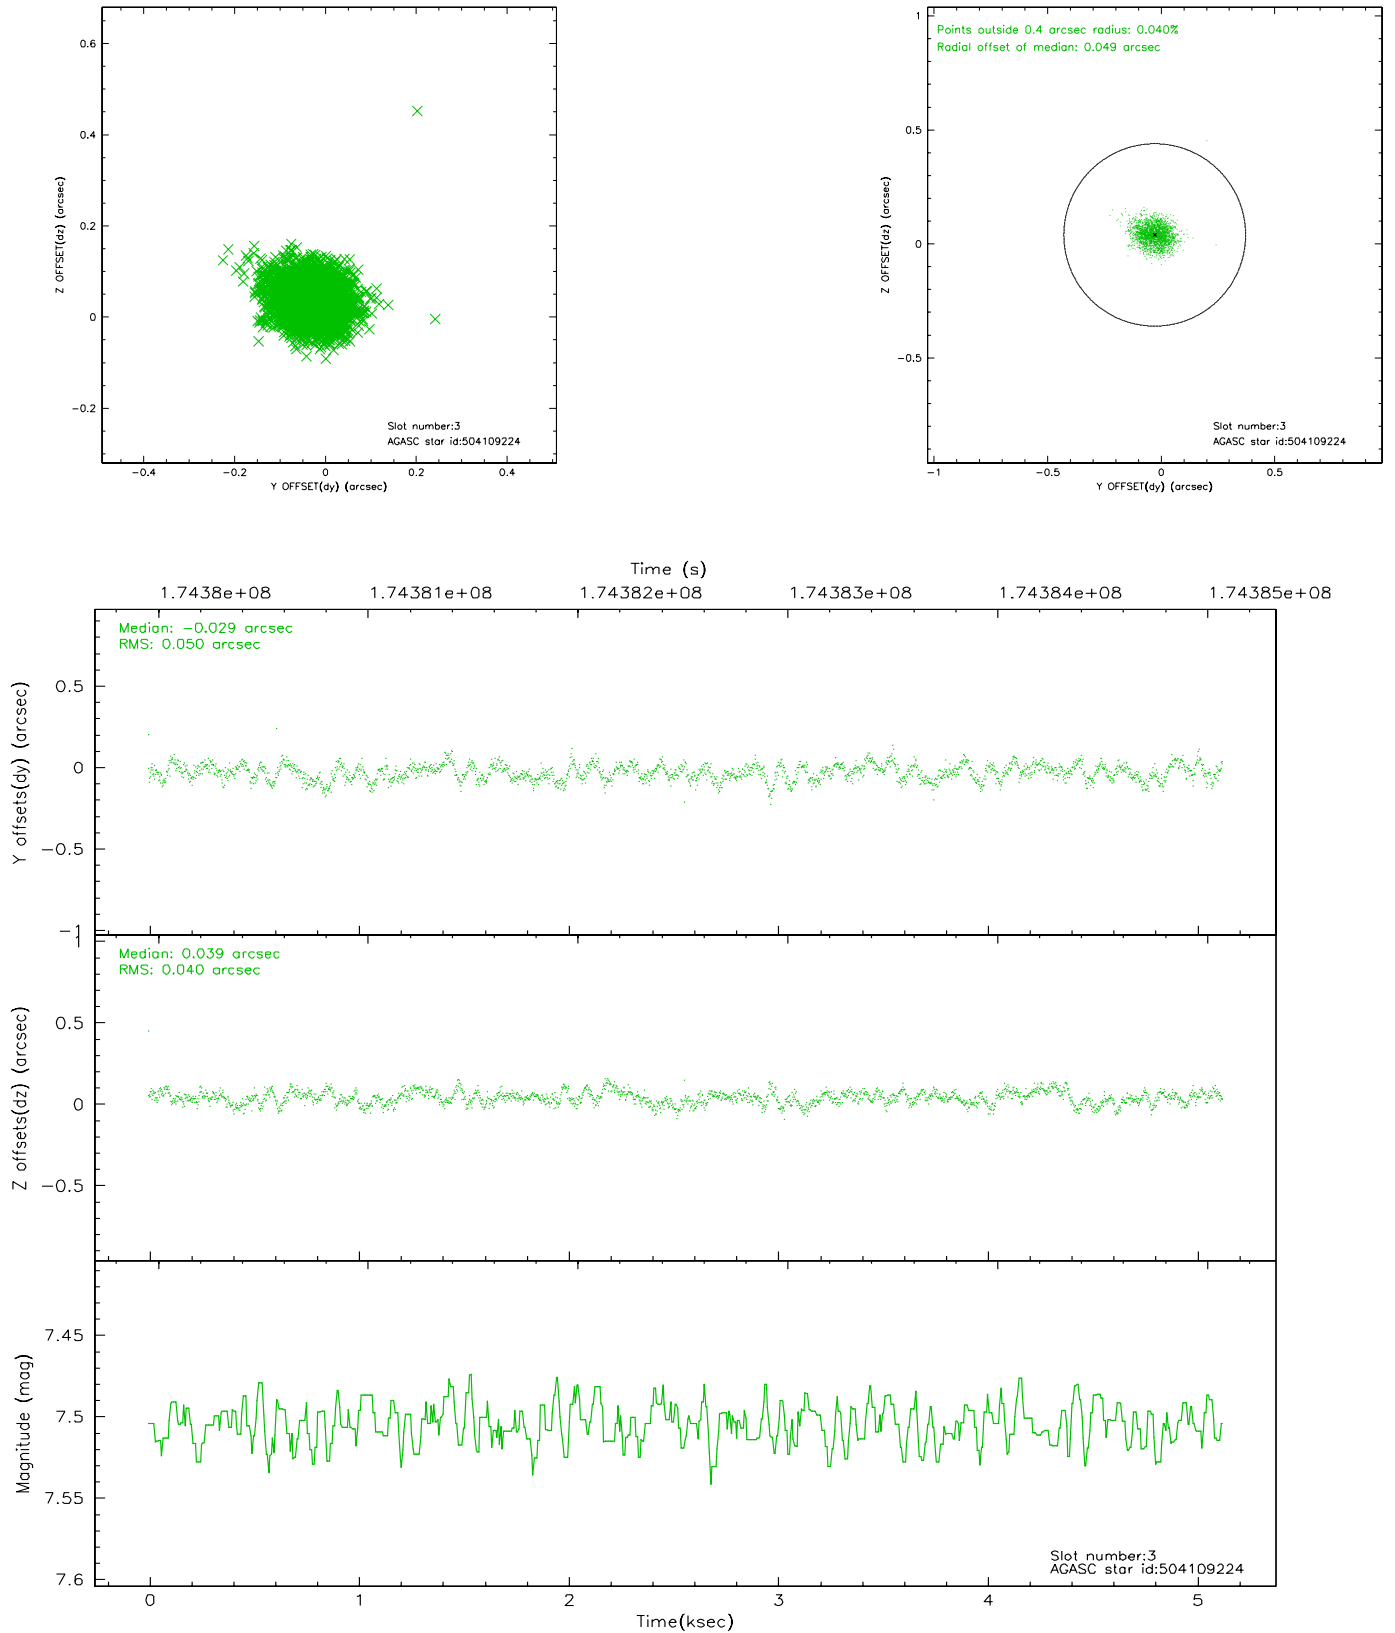 0.6
0.4
0.2
0
−0.2
Z OFFSET(dz) (arcsec)
Slot number:3
AGASC star id:504109224
−0.4 −0.2 0 0.2 0.4
Y OFFSET(dy) (arcsec)
Points outside 0.4 arcsec radius: 0.040%
Radial offset of median: 0.049 arcsec
1
0.5
0
−0.5
Z OFFSET(dz) (arcsec)
Slot number:3
AGASC star id:504109224
−1 −0.5 0 0.5
Y OFFSET(dy) (arcsec)
Time (s)
1.7438e+08 1.74381e+08 1.74382e+08 1.74383e+08 1.74384e+08 1.74385e+08
Median: −0.029 arcsec
RMS: 0.050 arcsec
0.5
0
−0.5
−1
Y offsets(dy) (arcsec)
Median: 0.039 arcsec
RMS: 0.040 arcsec
1
0.5
0
−0.5
Z offsets(dz) (arcsec)
7.45
7.5
7.55
7.6
Magnitude (mag)
Slot number:3
AGASC star id:504109224
0 1 2 3 4 5
Time(ksec)